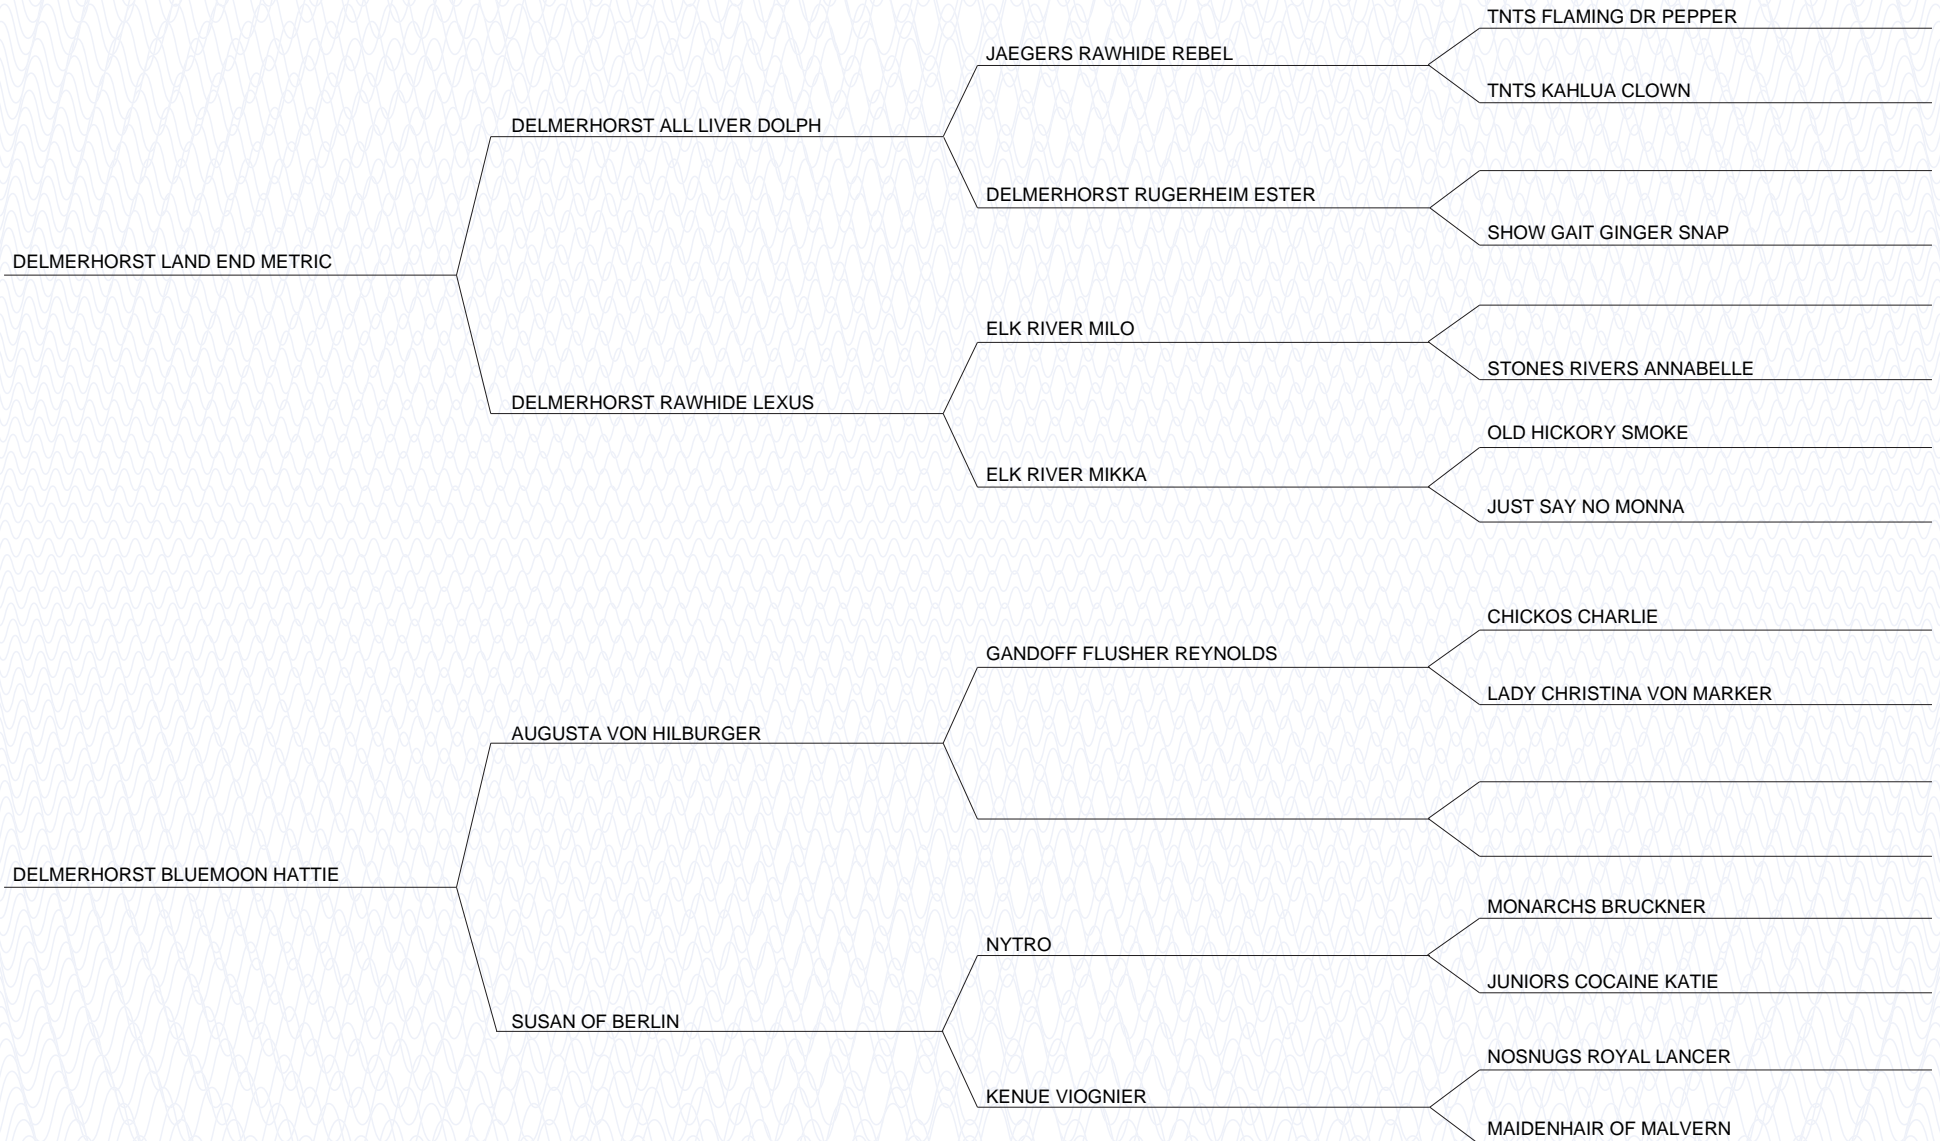 TNTS FLAMING DR PEPPER
JAEGERS RAWHIDE REBEL
TNTS KAHLUA CLOWN
DELMERHORST ALL LIVER DOLPH
DELMERHORST RUGERHEIM ESTER
SHOW GAIT GINGER SNAP
DELMERHORST LAND END METRIC
ELK RIVER MILO
STONES RIVERS ANNABELLE
DELMERHORST RAWHIDE LEXUS
OLD HICKORY SMOKE
ELK RIVER MIKKA
JUST SAY NO MONNA
CHICKOS CHARLIE
GANDOFF FLUSHER REYNOLDS
LADY CHRISTINA VON MARKER
AUGUSTA VON HILBURGER
DELMERHORST BLUEMOON HATTIE
MONARCHS BRUCKNER
NYTRO
JUNIORS COCAINE KATIE
SUSAN OF BERLIN
NOSNUGS ROYAL LANCER
KENUE VIOGNIER
MAIDENHAIR OF MALVERN